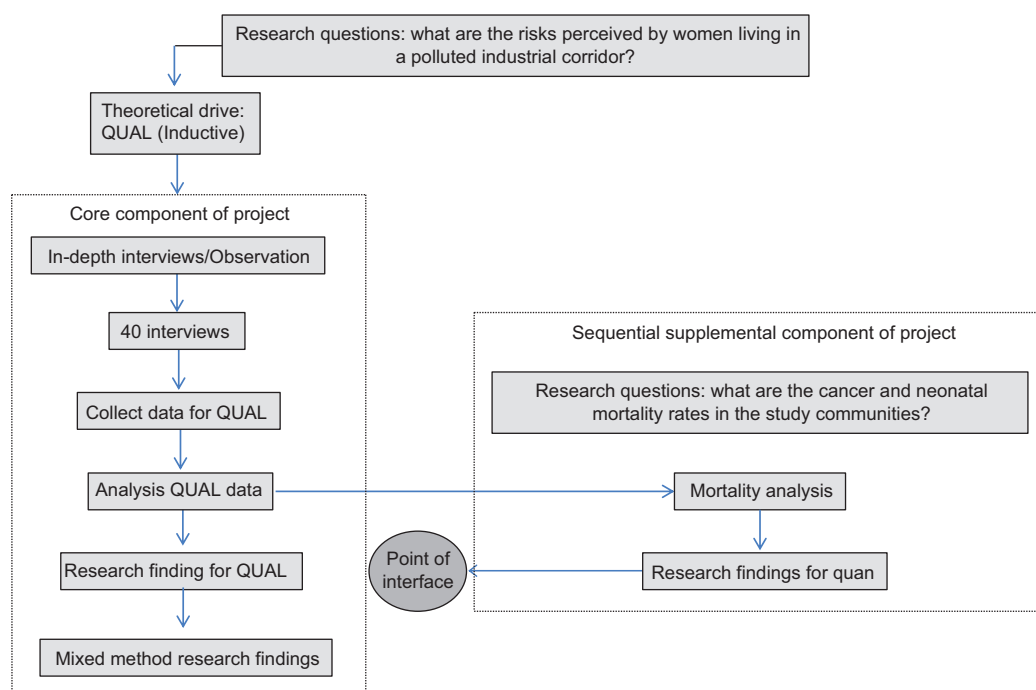 Research questions: what are the risks perceived by women living in
a polluted industrial corridor?
Theoretical drive:
QUAL (Inductive)
Core component of project
In-depth interviews/Observation
40 interviews
Collect data for QUAL
Analysis QUAL data
Research finding for QUAL
Mixed method research findings
Sequential supplemental component of project
Research questions: what are the cancer and neonatal
mortality rates in the study communities?
Mortality analysis
Research findings for quan
Point of
interface